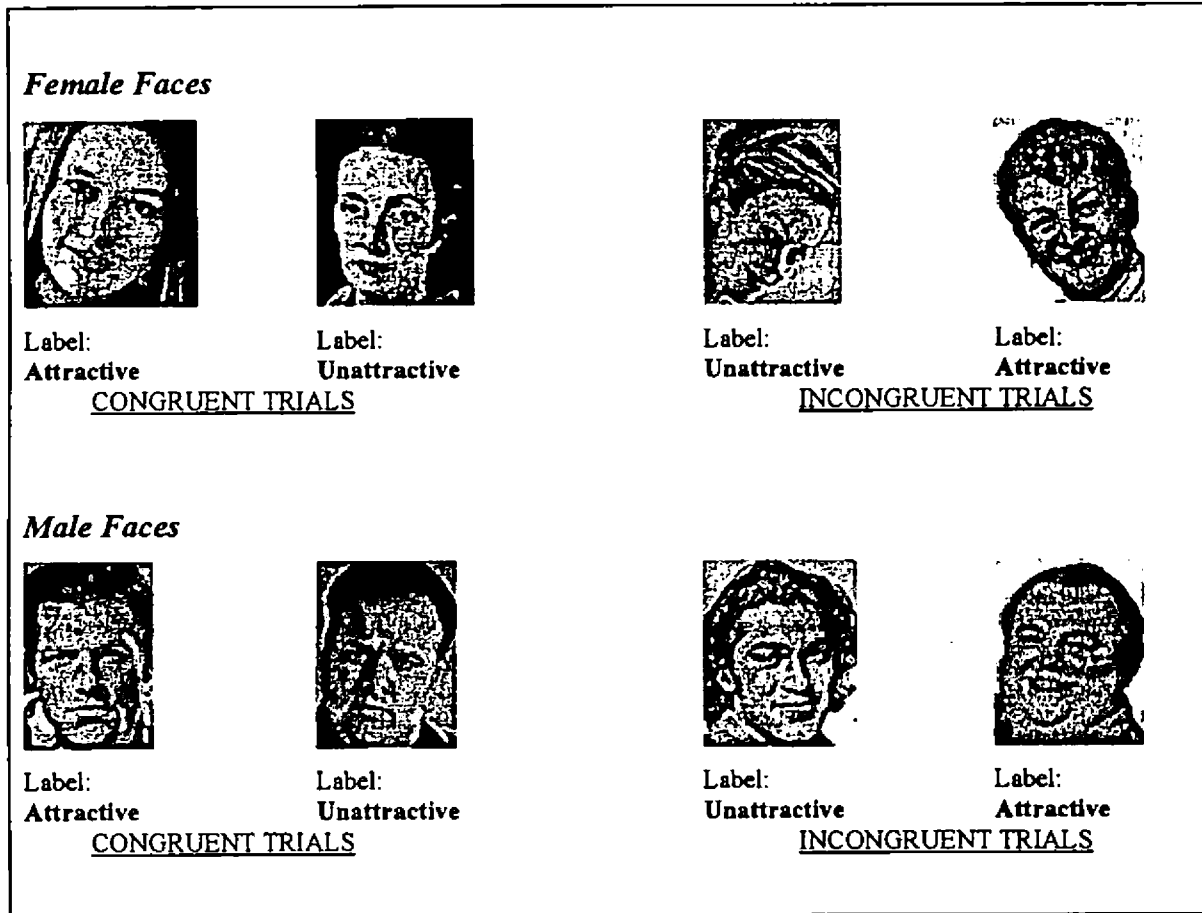 Female Faces
Label: Label: Label: Label:
Attractive Unattractive Unattractive Attractive
CONGRUENT TRIALS INCONGRUENT TRIALS
Male Faces
Label: Label: Label: Label:
Attractive Unattractive Unattractive Attractive
CONGRUENT TRIALS INCONGRUENT TRIALS